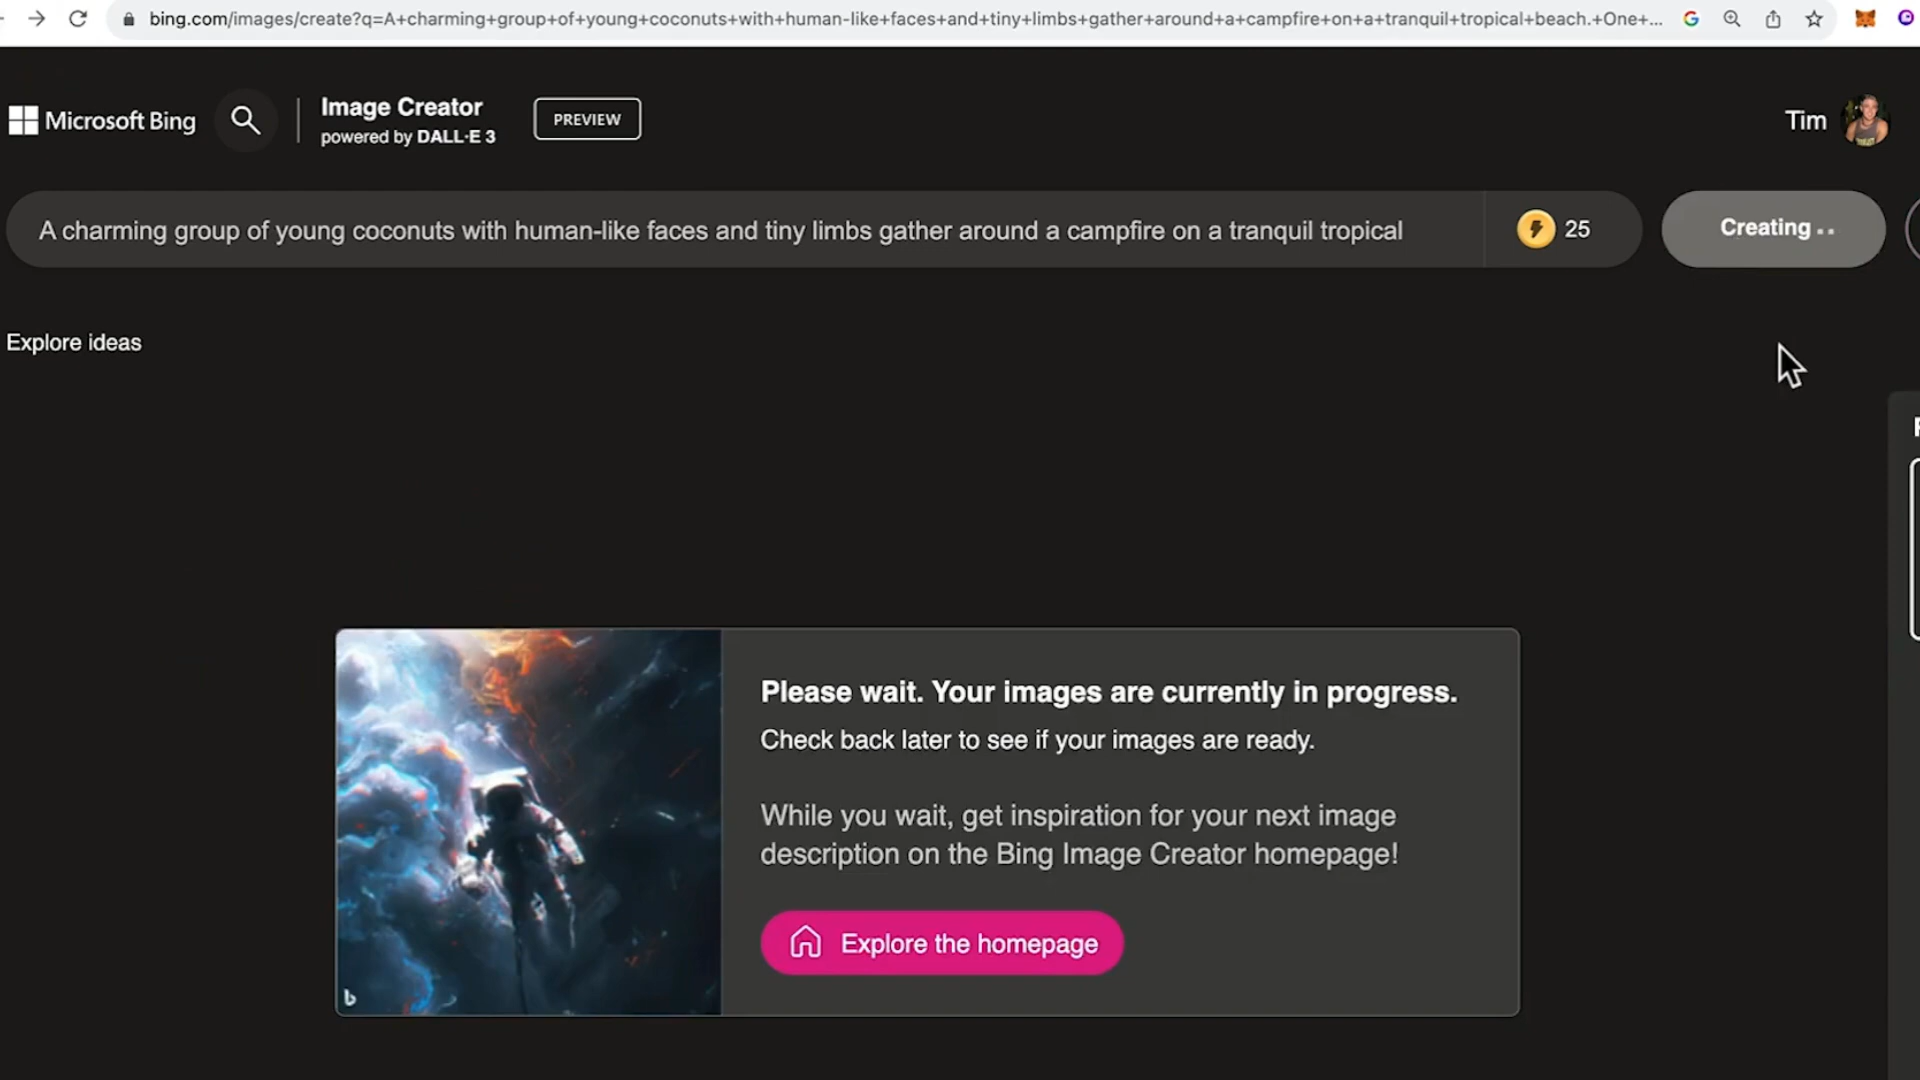 bing.com/images/create?q=A+charming+group+of+young+coconuts+with+human-like+faces+and+tiny+limbs+gather+around+a+campfire+on+a+tranquil+tropical+beach.+One+...
Microsoft Bing
Image Creator
powered by DALL·E 3
PREVIEW
Tim
A charming group of young coconuts with human-like faces and tiny limbs gather around a campfire on a tranquil tropical
25
Creating..
Explore ideas
Please wait. Your images are currently in progress.
Check back later to see if your images are ready.
While you wait, get inspiration for your next image
description on the Bing Image Creator homepage!
Explore the homepage